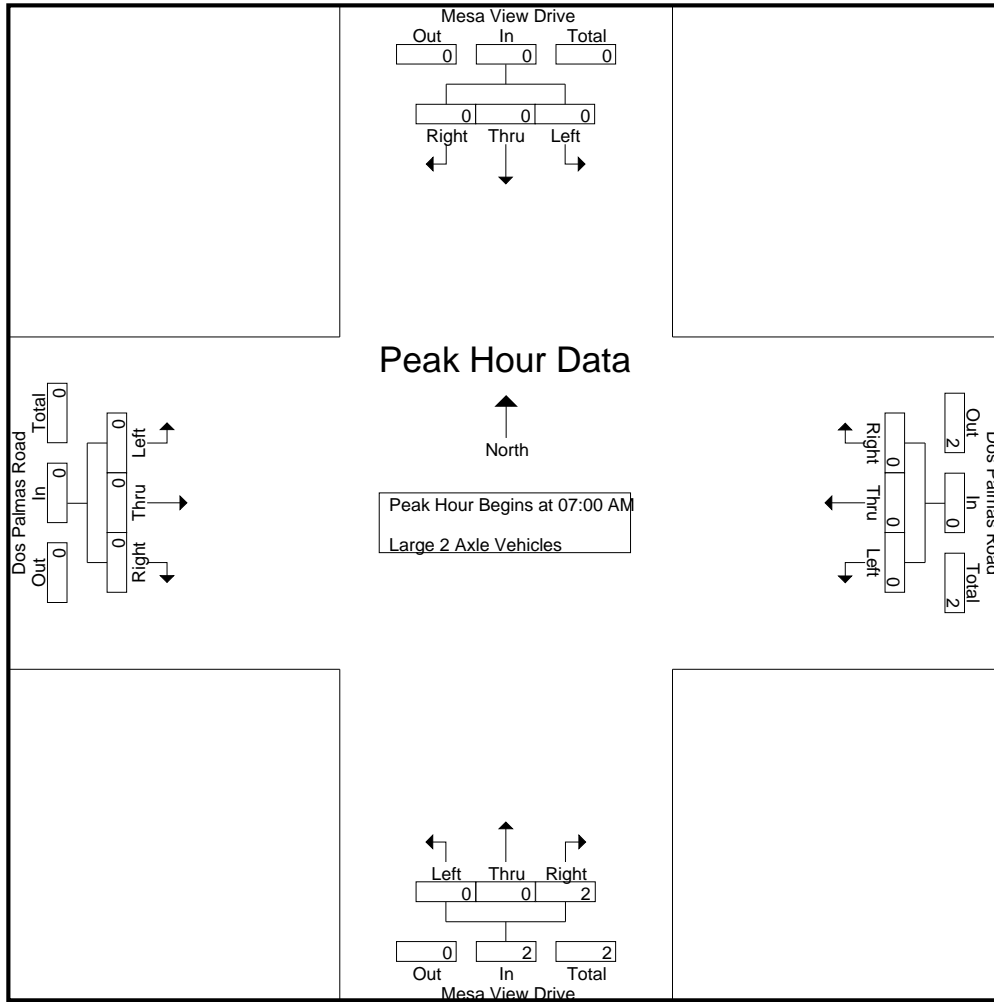 Mesa View Drive
Out In Total
0 0 0
0 0 0
Right Thru Left
Peak Hour Data
North
Peak Hour Begins at 07:00 AM
Large 2 Axle Vehicles
Dos Palmas Road
Total In Out
0 0 0
0 0 0
Left Thru Right
Right Thru Left
0 0 0
2 0 2
Out In Total
Dos Palmas Road
Left Thru Right
0 0 2
0 2 2
Out In Total
Mesa View Drive